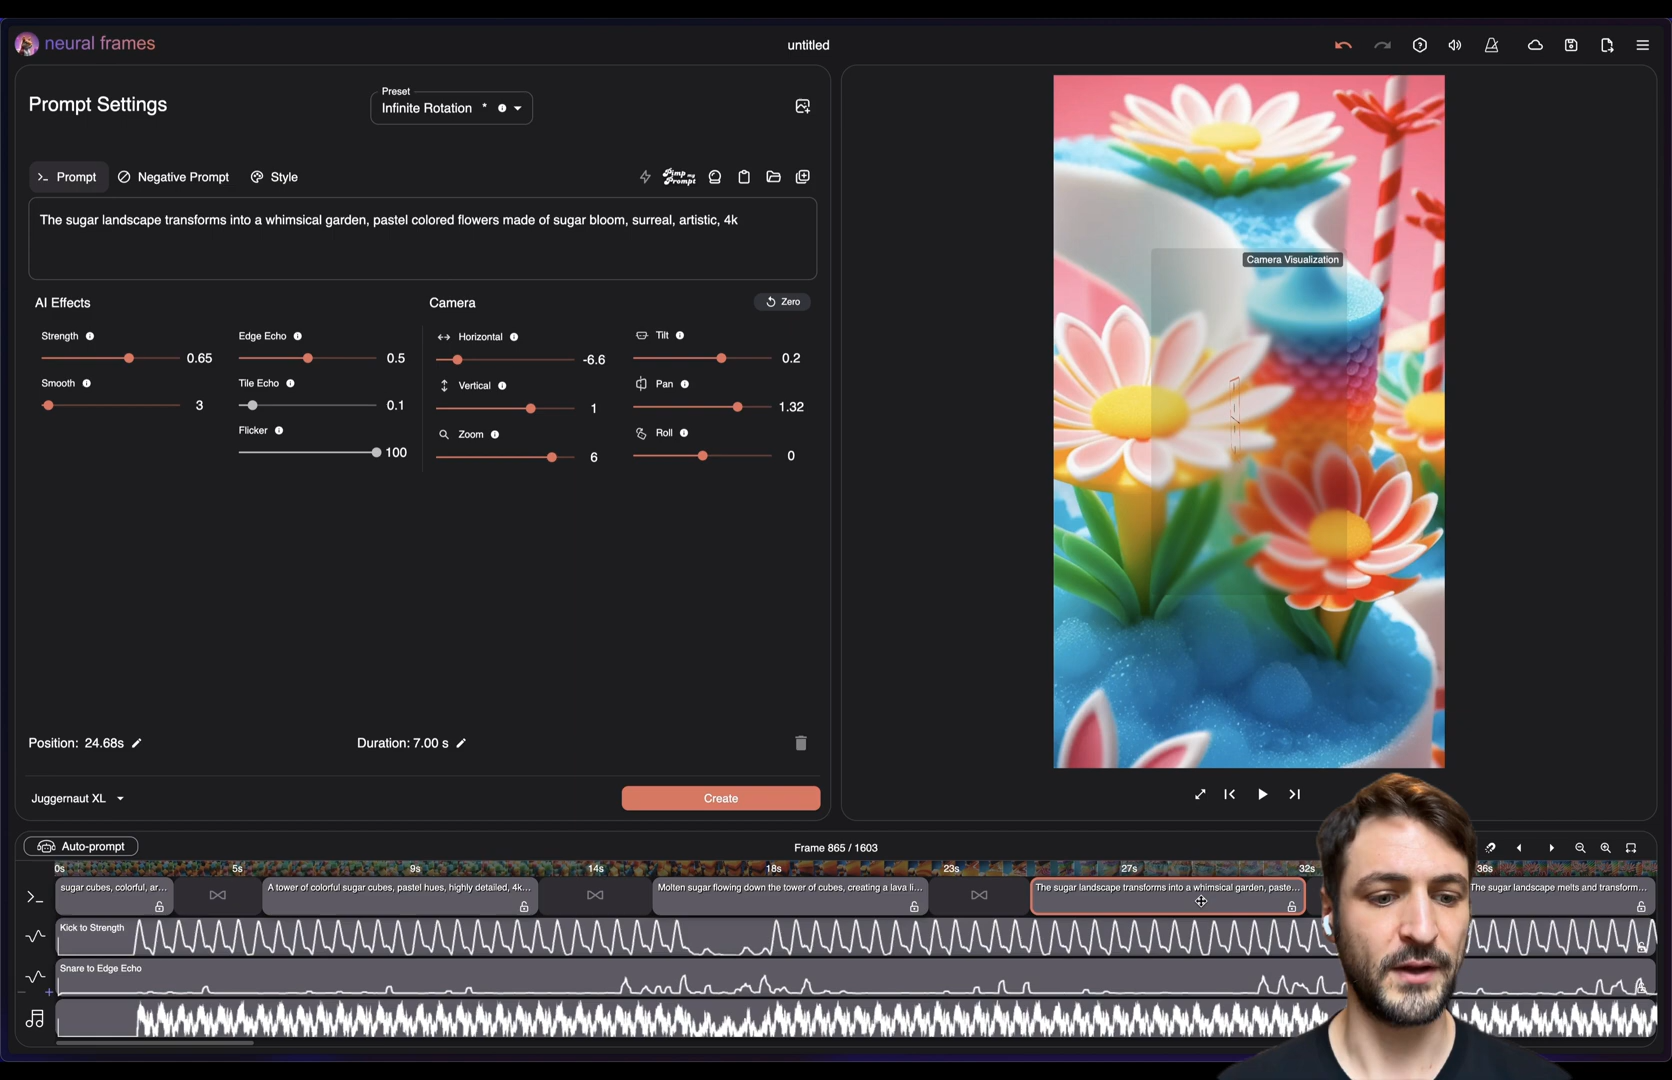 neural frames
untitled
Prompt Settings
Preset
Infinite Rotation *
Prompt
Negative Prompt
Style
Pimp my Prompt
The sugar landscape transforms into a whimsical garden, pastel colored flowers made of sugar bloom, surreal, artistic, 4k
AI Effects
Camera
Zero
Strength
0.65
Edge Echo
0.5
Horizontal
-6.6
Tilt
0.2
Smooth
3
Tile Echo
0.1
Vertical
1
Pan
1.32
Flicker
100
Zoom
6
Roll
0
Camera Visualization
Position: 24.68s
Duration: 7.00 s
Juggernaut XL
Create
Auto-prompt
Frame 865 / 1603
0s 5s 9s 14s 18s 23s 27s 32s 36s
sugar cubes, colorful, ar...
A tower of colorful sugar cubes, pastel hues, highly detailed, 4k...
Molten sugar flowing down the tower of cubes, creating a lava li...
The sugar landscape transforms into a whimsical garden, paste...
The sugar landscape melts and transform...
Kick to Strength
Snare to Edge Echo